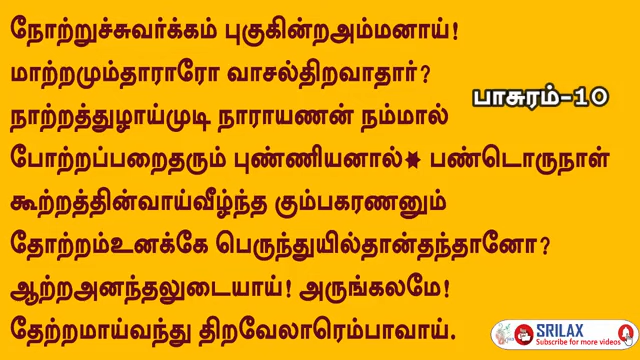 நோற்றுச்சுவர்க்கம் புகுகின்றஅம்மனாய்!
மாற்றமும்தாராரோ வாசல்திறவாதார்?
பாசுரம்-10
நாற்றத்துழாய்முடி நாராயணன் நம்மால்
போற்றப்பறைதரும் புண்ணியனால்* பண்டொருநாள்
கூற்றத்தின்வாய்வீழ்ந்த கும்பகரணனும்
தோற்றம்உனக்கே பெருந்துயில்தான்தந்தானோ?
ஆற்றஅனந்தலுடையாய்! அருங்கலமே!
தேற்றமாய்வந்து திறவேலோரெம்பாவாய்.
SRILAX
Subscribe for more videos